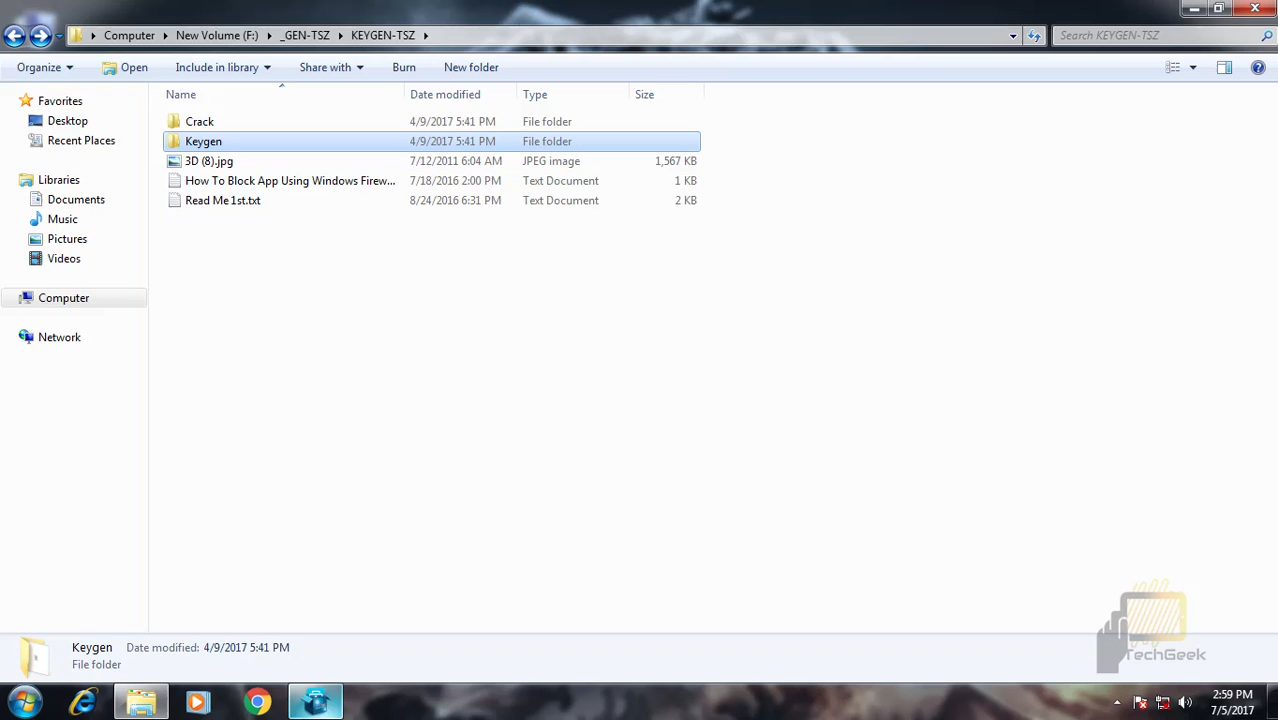 Computer New Volume (F:) _GEN-TSZ KEYGEN-TSZ Search KEYGEN-TSZ
Organize Open Include in library Share with Burn New folder
Name Date modified Type Size
Favorites
Desktop
Recent Places
Libraries
Documents
Music
Pictures
Videos
Computer
Network
Crack 4/9/2017 5:41 PM File folder
Keygen 4/9/2017 5:41 PM File folder
3D (8).jpg 7/12/2011 6:04 AM JPEG image 1,567 KB
How To Block App Using Windows Firew... 7/18/2016 2:00 PM Text Document 1 KB
Read Me 1st.txt 8/24/2016 6:31 PM Text Document 2 KB
TechGeek
Keygen Date modified: 4/9/2017 5:41 PM
File folder
2:59 PM
7/5/2017